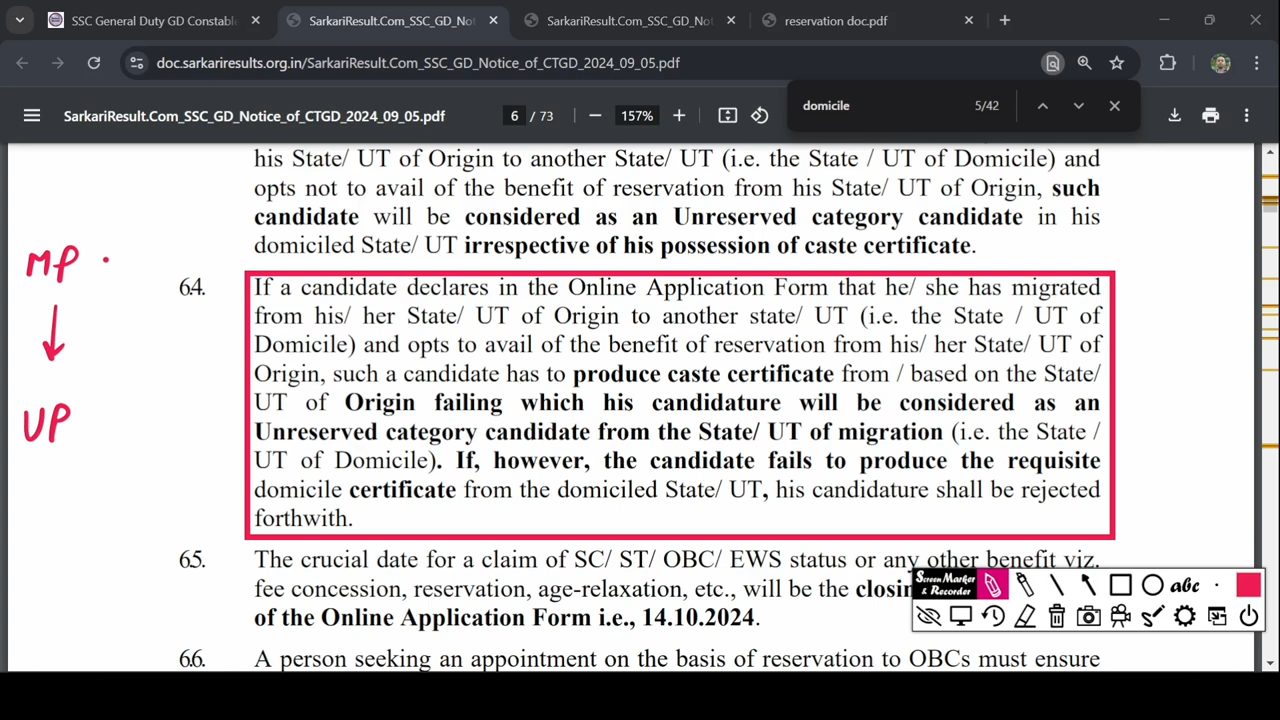 SSC General Duty GD Constable
SarkariResult.Com_SSC_GD_Not
SarkariResult.Com_SSC_GD_Not
reservation doc.pdf
doc.sarkariresults.org.in/SarkariResult.Com_SSC_GD_Notice_of_CTGD_2024_09_05.pdf
domicile 5/42
SarkariResult.Com_SSC_GD_Notice_of_CTGD_2024_09_05.pdf
6 / 73
157%
his State/ UT of Origin to another State/ UT (i.e. the State / UT of Domicile) and
opts not to avail of the benefit of reservation from his State/ UT of Origin, such
candidate will be considered as an Unreserved category candidate in his
domiciled State/ UT irrespective of his possession of caste certificate.
MP
UP
6.4. If a candidate declares in the Online Application Form that he/ she has migrated
from his/ her State/ UT of Origin to another state/ UT (i.e. the State / UT of
Domicile) and opts to avail of the benefit of reservation from his/ her State/ UT of
Origin, such a candidate has to produce caste certificate from / based on the State/
UT of Origin failing which his candidature will be considered as an
Unreserved category candidate from the State/ UT of migration (i.e. the State /
UT of Domicile). If, however, the candidate fails to produce the requisite
domicile certificate from the domiciled State/ UT, his candidature shall be rejected
forthwith.
6.5. The crucial date for a claim of SC/ ST/ OBC/ EWS status or any other benefit viz.
fee concession, reservation, age-relaxation, etc., will be the closin
of the Online Application Form i.e., 14.10.2024.
Screen Marker
& Recorder
abc
6.6. A person seeking an appointment on the basis of reservation to OBCs must ensure